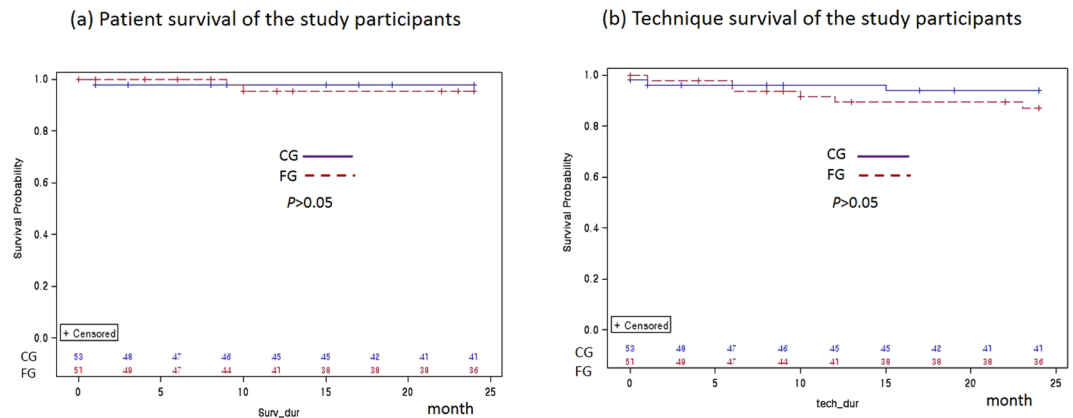 (a) Patient survival of the study participants
1.0
0.8
0.6
0.4
0.2
0.0
Survival Probability
CG
FG
P>0.05
+ Censored
CG 53 48 47 46 45 45 42 41 41
FG 51 49 47 44 41 38 38 38 36
0 5 10 15 20 25
Surv_dur month
(b) Technique survival of the study participants
1.0
0.8
0.6
0.4
0.2
0.0
Survival Probability
CG
FG
P>0.05
+ Censored
CG 53 48 47 46 45 45 42 41 41
FG 51 49 47 44 41 38 38 38 36
0 5 10 15 20 25
tech_dur month